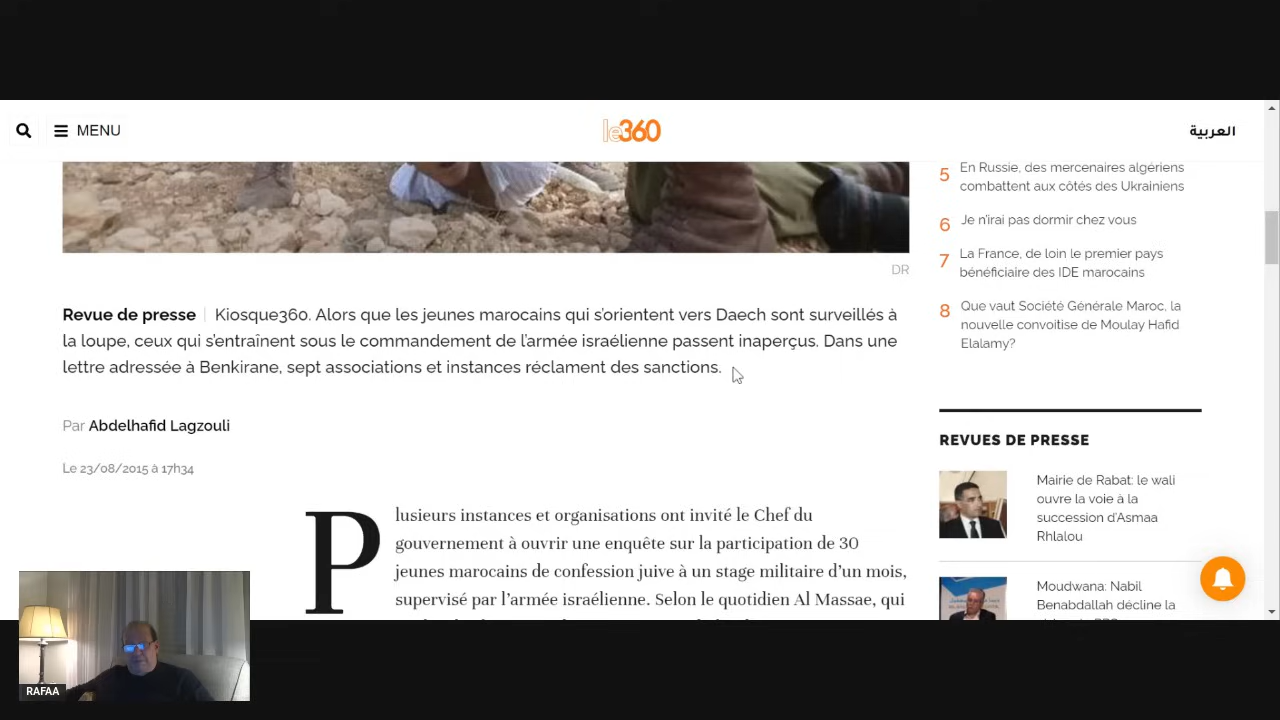 MENU
le360
العربية
5 En Russie, des mercenaires algériens
combattent aux côtés des Ukrainiens
6 Je n'irai pas dormir chez vous
7 La France, de loin le premier pays
bénéficiaire des IDE marocains
8 Que vaut Société Générale Maroc, la
nouvelle convoitise de Moulay Hafid
Elalamy?
DR
Revue de presse | Kiosque360. Alors que les jeunes marocains qui s'orientent vers Daech sont surveillés à
la loupe, ceux qui s'entraînent sous le commandement de l'armée israélienne passent inaperçus. Dans une
lettre adressée à Benkirane, sept associations et instances réclament des sanctions.
Par Abdelhafid Lagzouli
Le 23/08/2015 à 17h34
Plusieurs instances et organisations ont invité le Chef du
gouvernement à ouvrir une enquête sur la participation de 30
jeunes marocains de confession juive à un stage militaire d'un mois,
supervisé par l'armée israélienne. Selon le quotidien Al Massae, qui
REVUES DE PRESSE
Mairie de Rabat: le wali
ouvre la voie à la
succession d'Asmaa
Rhlalou
Moudwana: Nabil
Benabdallah décline la
RAFAA